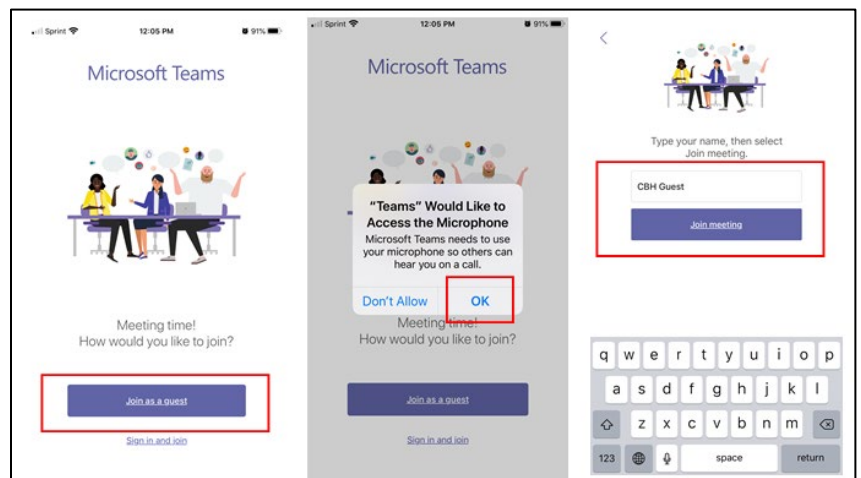 Sprint 12:05 PM 91%
Microsoft Teams
Meeting time!
How would you like to join?
Join as a guest
Sign in and join
Sprint 12:05 PM 91%
Microsoft Teams
"Teams" Would Like to
Access the Microphone
Microsoft Teams needs to use
your microphone so others can
hear you on a call.
Don't Allow OK
Meeting time!
How would you like to join?
Join as a guest
Sign in and join
Type your name, then select
Join meeting.
CBH Guest
Join meeting
q w e r t y u i o p
a s d f g h j k l
z x c v b n m
123 space return